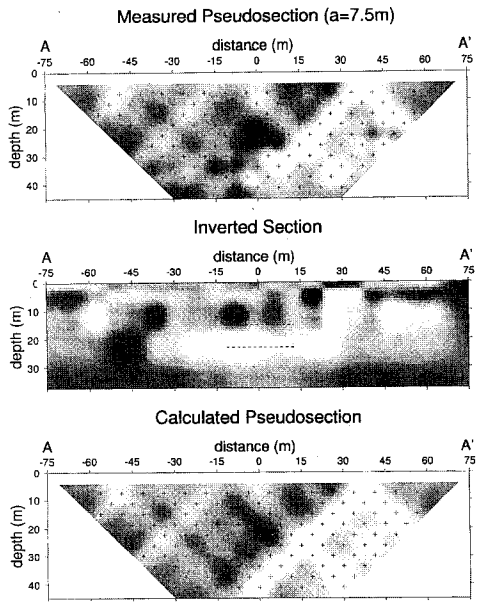 Measured Pseudosection (a=7.5m)
A distance (m) A'
-75 -60 -45 -30 -15 0 15 30 45 60 75
0
10
20
30
40
depth (m)
Inverted Section
A distance (m) A'
-75 -60 -45 -30 -15 0 15 30 45 60 75
10
20
30
depth (m)
Calculated Pseudosection
A distance (m) A'
-75 -60 -45 -30 -15 0 15 30 45 60 75
0
10
20
30
40
depth (m)